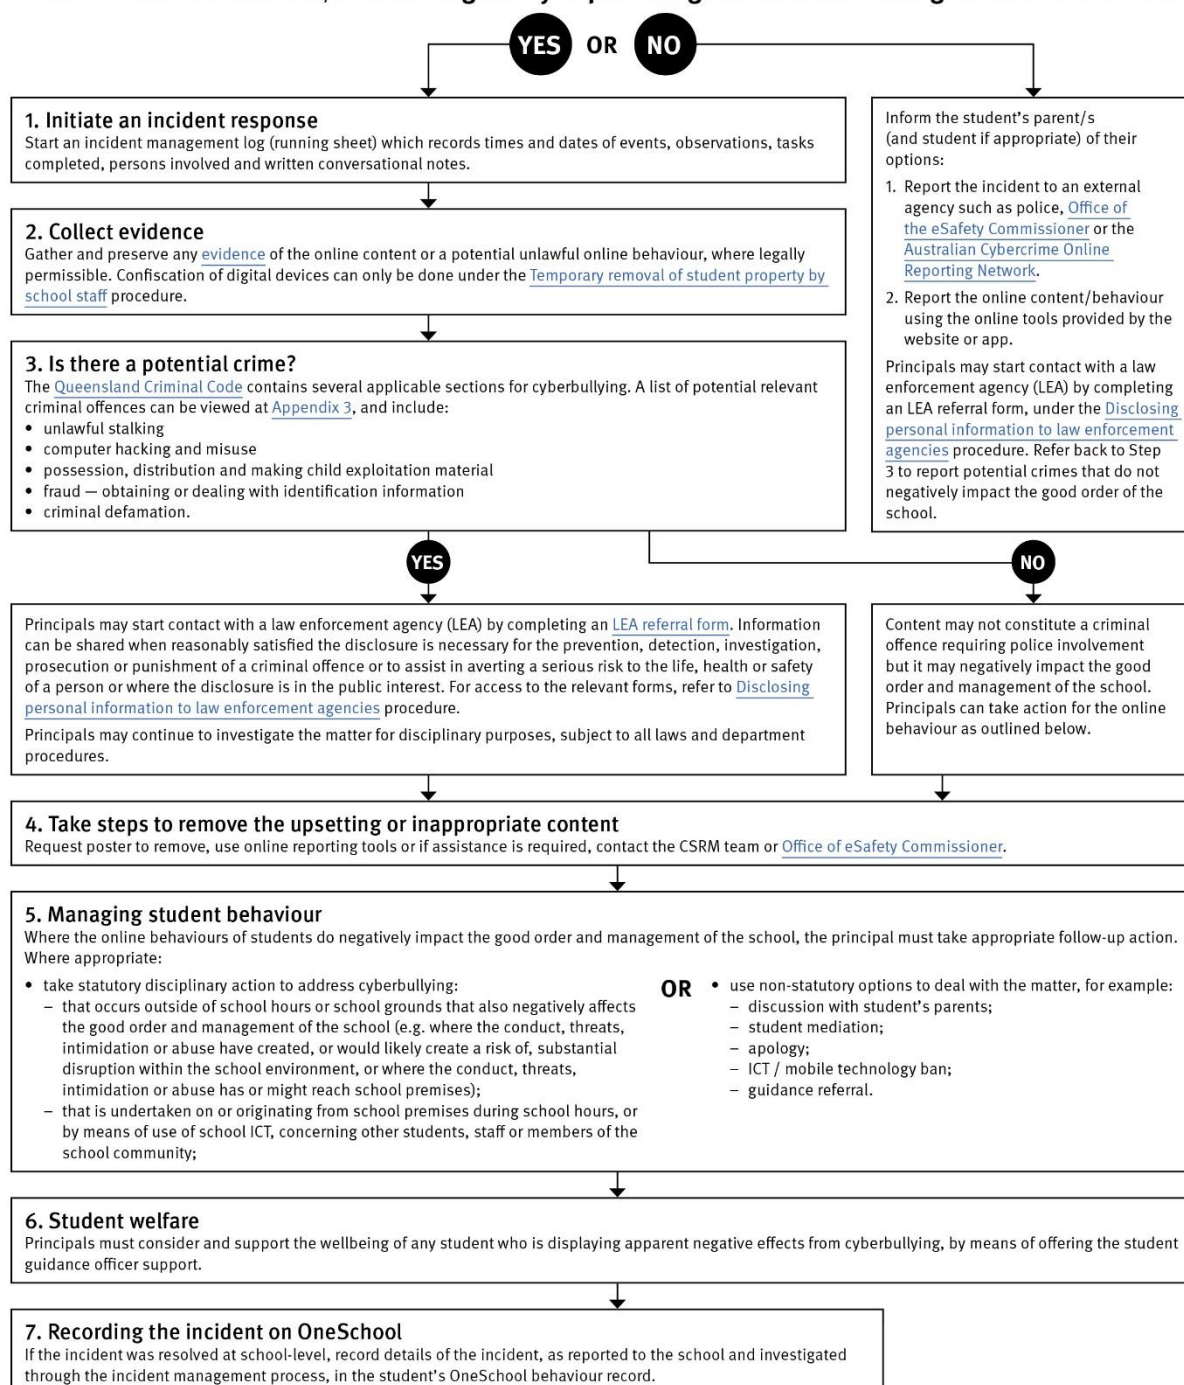 YES OR NO
1. Initiate an incident response
Start an incident management log (running sheet) which records times and dates of events, observations, tasks
completed, persons involved and written conversational notes.
2. Collect evidence
Gather and preserve any evidence of the online content or a potential unlawful online behaviour, where legally
permissible. Confiscation of digital devices can only be done under the Temporary removal of student property by
school staff procedure.
3. Is there a potential crime?
The Queensland Criminal Code contains several applicable sections for cyberbullying. A list of potential relevant
criminal offences can be viewed at Appendix 3, and include:
• unlawful stalking
• computer hacking and misuse
• possession, distribution and making child exploitation material
• fraud — obtaining or dealing with identification information
• criminal defamation.
Inform the student's parent/s
(and student if appropriate) of their
options:
1. Report the incident to an external
agency such as police, Office of
the eSafety Commissioner or the
Australian Cybercrime Online
Reporting Network.
2. Report the online content/behaviour
using the online tools provided by the
website or app.
Principals may start contact with a law
enforcement agency (LEA) by completing
an LEA referral form, under the Disclosing
personal information to law enforcement
agencies procedure. Refer back to Step
3 to report potential crimes that do not
negatively impact the good order of the
school.
YES
NO
Principals may start contact with a law enforcement agency (LEA) by completing an LEA referral form. Information
can be shared when reasonably satisfied the disclosure is necessary for the prevention, detection, investigation,
prosecution or punishment of a criminal offence or to assist in averting a serious risk to the life, health or safety
of a person or where the disclosure is in the public interest. For access to the relevant forms, refer to Disclosing
personal information to law enforcement agencies procedure.
Principals may continue to investigate the matter for disciplinary purposes, subject to all laws and department
procedures.
Content may not constitute a criminal
offence requiring police involvement
but it may negatively impact the good
order and management of the school.
Principals can take action for the online
behaviour as outlined below.
4. Take steps to remove the upsetting or inappropriate content
Request poster to remove, use online reporting tools or if assistance is required, contact the CSRM team or Office of eSafety Commissioner.
5. Managing student behaviour
Where the online behaviours of students do negatively impact the good order and management of the school, the principal must take appropriate follow-up action.
Where appropriate:
• take statutory disciplinary action to address cyberbullying:
– that occurs outside of school hours or school grounds that also negatively affects
the good order and management of the school (e.g. where the conduct, threats,
intimidation or abuse have created, or would likely create a risk of, substantial
disruption within the school environment, or where the conduct, threats,
intimidation or abuse has or might reach school premises);
– that is undertaken on or originating from school premises during school hours, or
by means of use of school ICT, concerning other students, staff or members of the
school community;
OR
• use non-statutory options to deal with the matter, for example:
– discussion with student's parents;
– student mediation;
– apology;
– ICT / mobile technology ban;
– guidance referral.
6. Student welfare
Principals must consider and support the wellbeing of any student who is displaying apparent negative effects from cyberbullying, by means of offering the student
guidance officer support.
7. Recording the incident on OneSchool
If the incident was resolved at school-level, record details of the incident, as reported to the school and investigated
through the incident management process, in the student's OneSchool behaviour record.